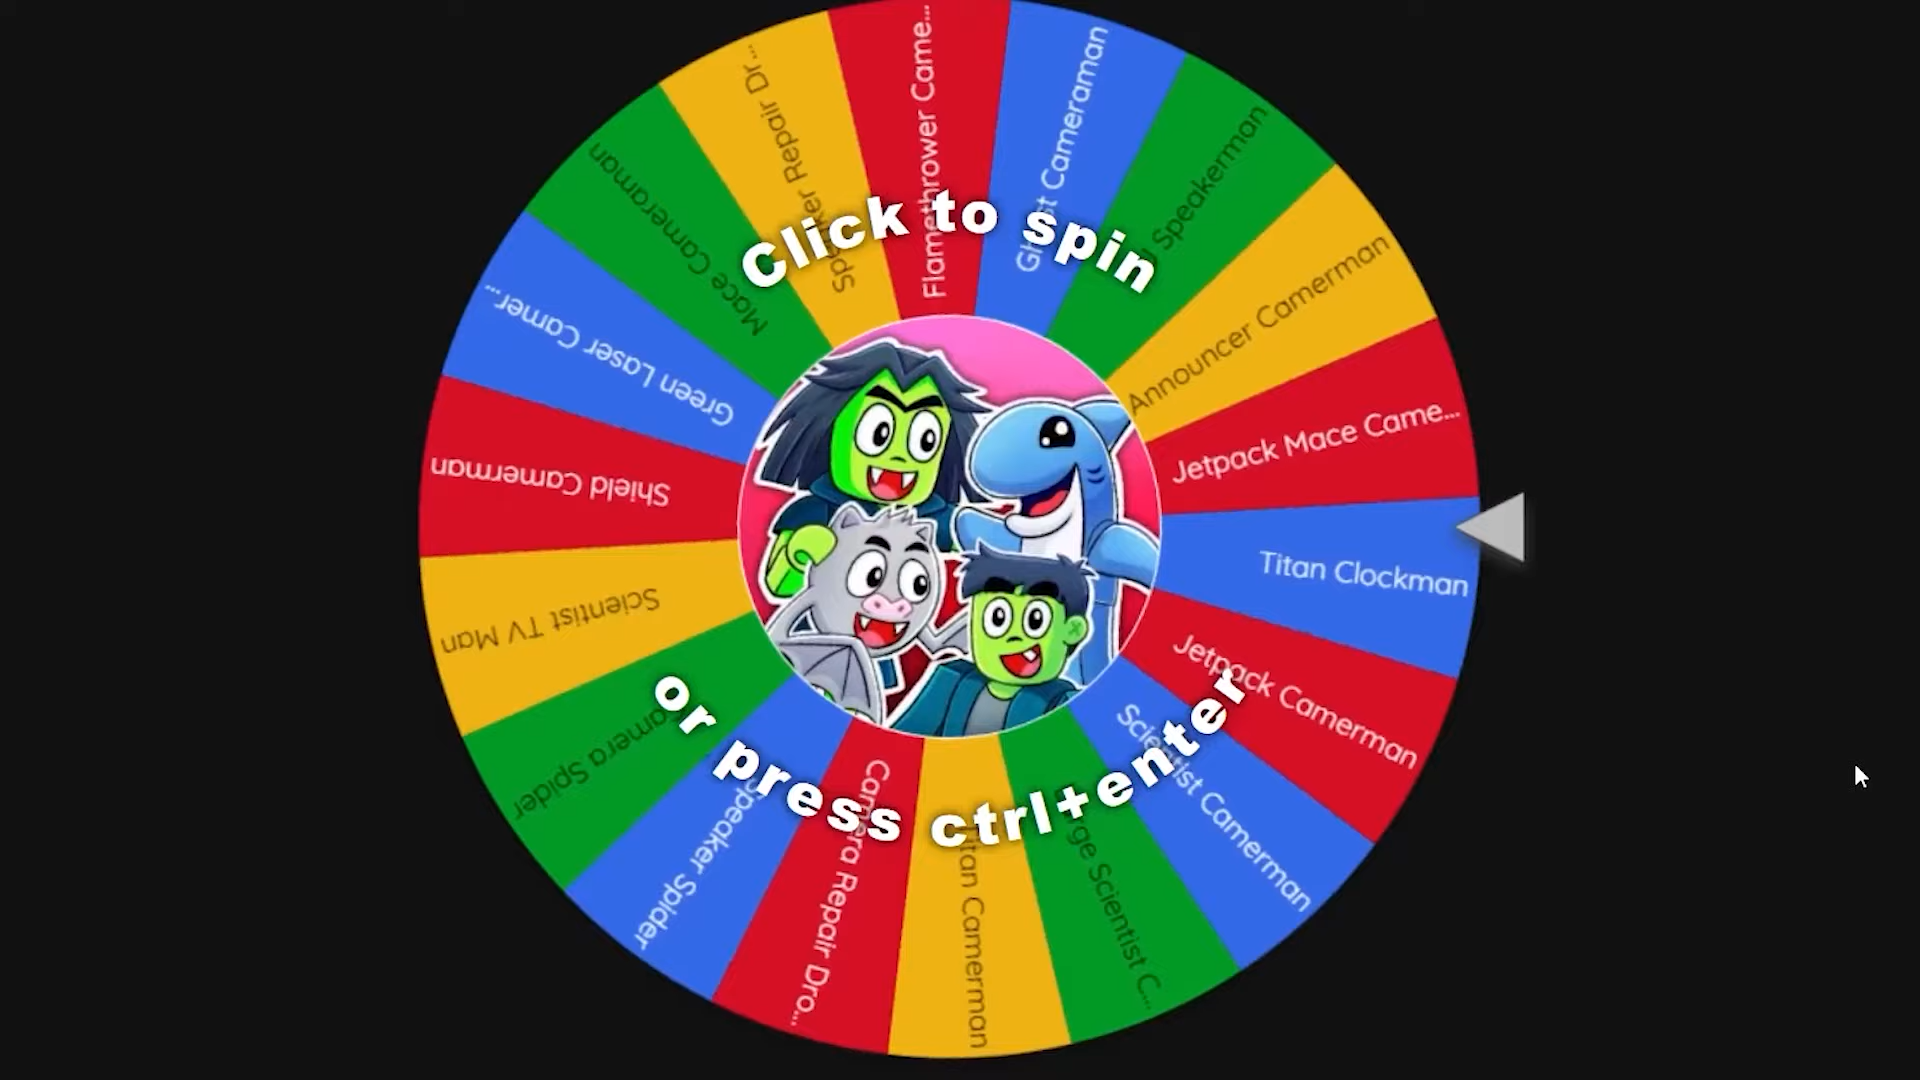 Click to spin
or press ctrl+enter
Flamethrower Came...
Cameraman
Speakerman
Announcer Camerman
Jetpack Mace Came...
Titan Clockman
Jetpack Camerman
Scientist Camerman
Scientist C...
Titan Camerman
Camera Repair Dro...
Speaker Spider
Camera Spider
Scientist TV Man
Shield Camerman
Green Laser Camer...
Mace Cameraman
Speaker Repair Dr...